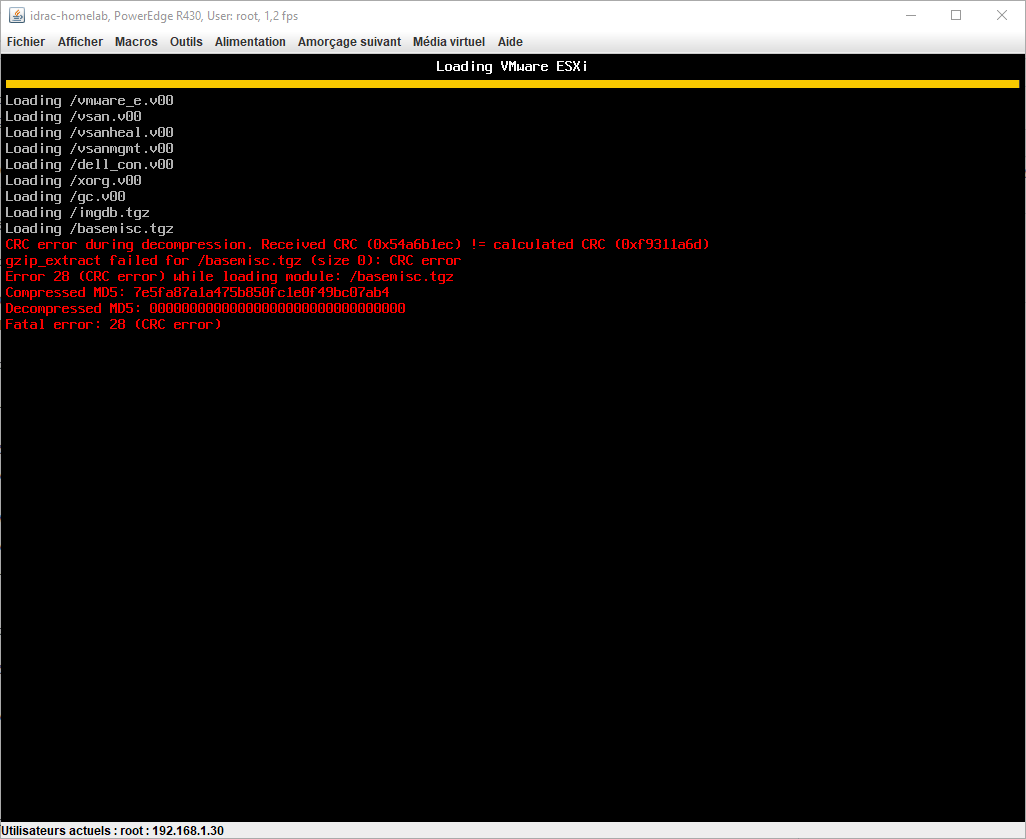 idrac-homelab, PowerEdge R430, User: root, 1,2 fps
Fichier Afficher Macros Outils Alimentation Amorçage suivant Média virtuel Aide
Loading VMware ESXi
Loading /vmware_e.v00
Loading /vsan.v00
Loading /vsanheal.v00
Loading /vsanmgmt.v00
Loading /dell_con.v00
Loading /xorg.v00
Loading /gc.v00
Loading /imgdb.tgz
Loading /basemisc.tgz
CRC error during decompression. Received CRC (0x54a6b1ec) != calculated CRC (0xf9311a6d)
gzip_extract failed for /basemisc.tgz (size 0): CRC error
Error 28 (CRC error) while loading module: /basemisc.tgz
Compressed MD5: 7e5fa87a1a475b850fc1e0f49bc07ab4
Decompressed MD5: 00000000000000000000000000000000
Fatal error: 28 (CRC error)
Utilisateurs actuels : root : 192.168.1.30